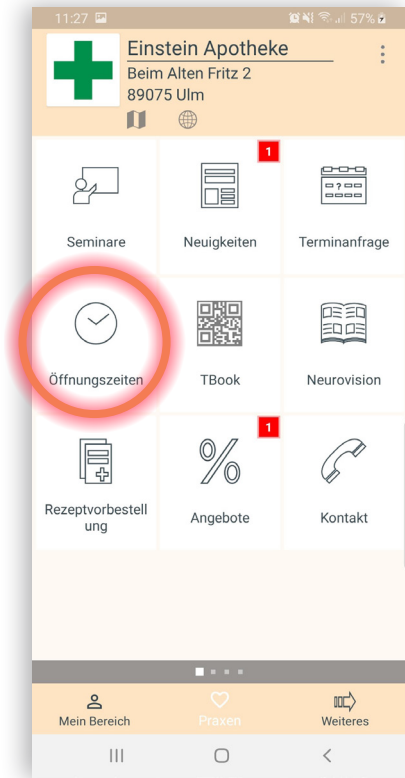 11:27 57%
Einstein Apotheke
Beim Alten Fritz 2
89075 Ulm
1
Seminare Neuigkeiten Terminanfrage
Öffnungszeiten TBook Neurovision
1
Rezeptvorbestell
ung Angebote Kontakt
Mein Bereich Praxen Weiteres